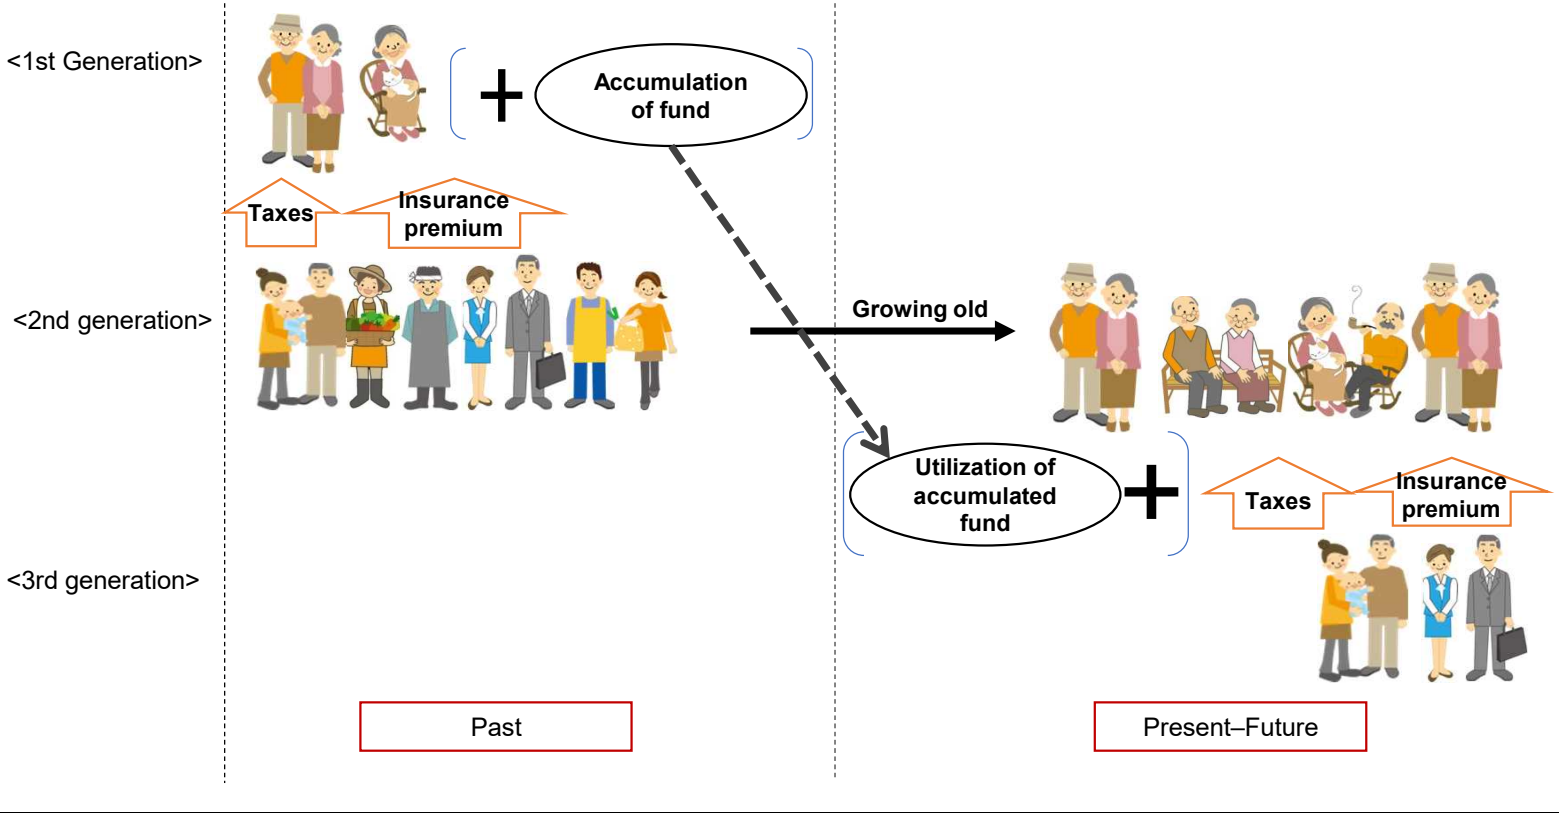 <1st Generation>
Accumulation
of fund
Taxes
Insurance
premium
<2nd generation>
Growing old
Utilization of
accumulated
fund
Taxes
Insurance
premium
<3rd generation>
Past
Present–Future